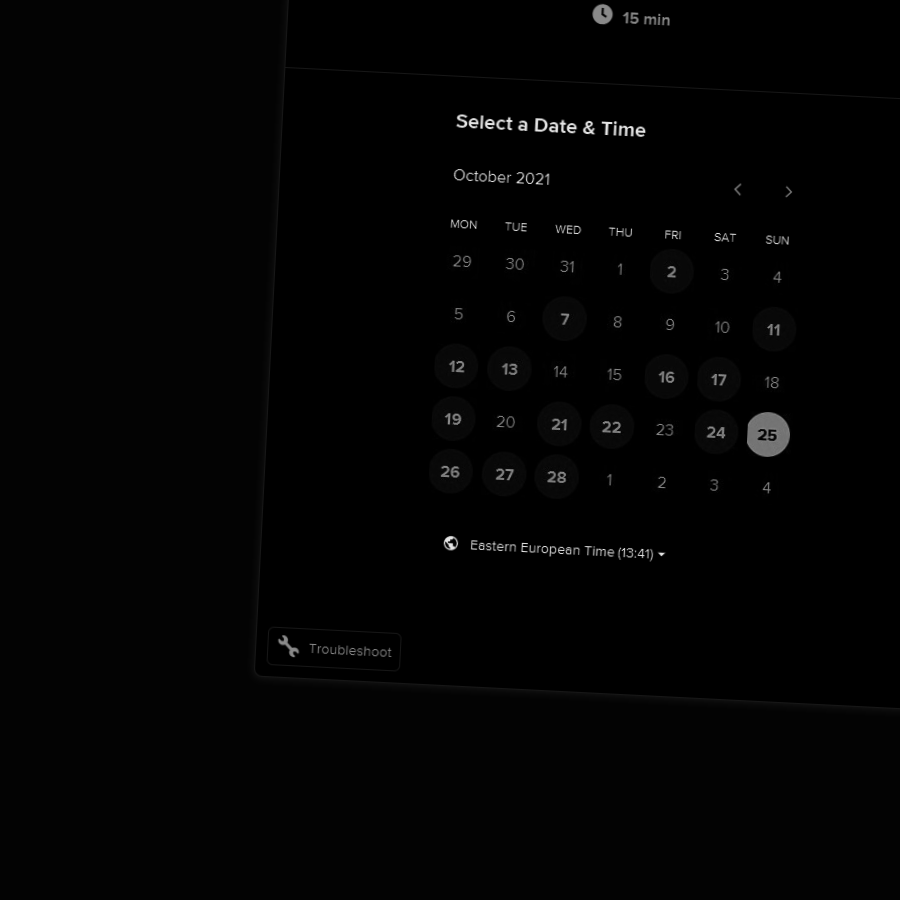 15 min
Select a Date & Time
October 2021
MON TUE WED THU FRI SAT SUN
29 30 31 1 2 3 4
5 6 7 8 9 10 11
12 13 14 15 16 17 18
19 20 21 22 23 24 25
26 27 28 1 2 3 4
Eastern European Time (13:41)
Troubleshoot